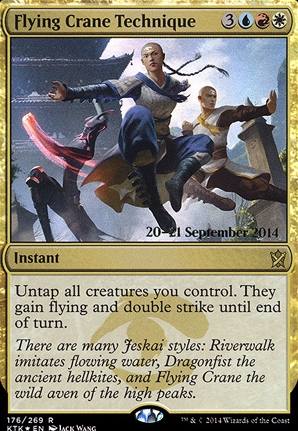 Flying Crane Technique 3
20–21 September 2014
Instant
Untap all creatures you control. They
gain flying and double strike until end
of turn.
There are many Jeskai styles: Riverwalk
imitates flowing water, Dragonfist the
ancient hellkites, and Flying Crane the
wild aven of the high peaks.
176/269 R
KTK ★ EN Jack Wang
™ & © 2014 Wizards of the Coast